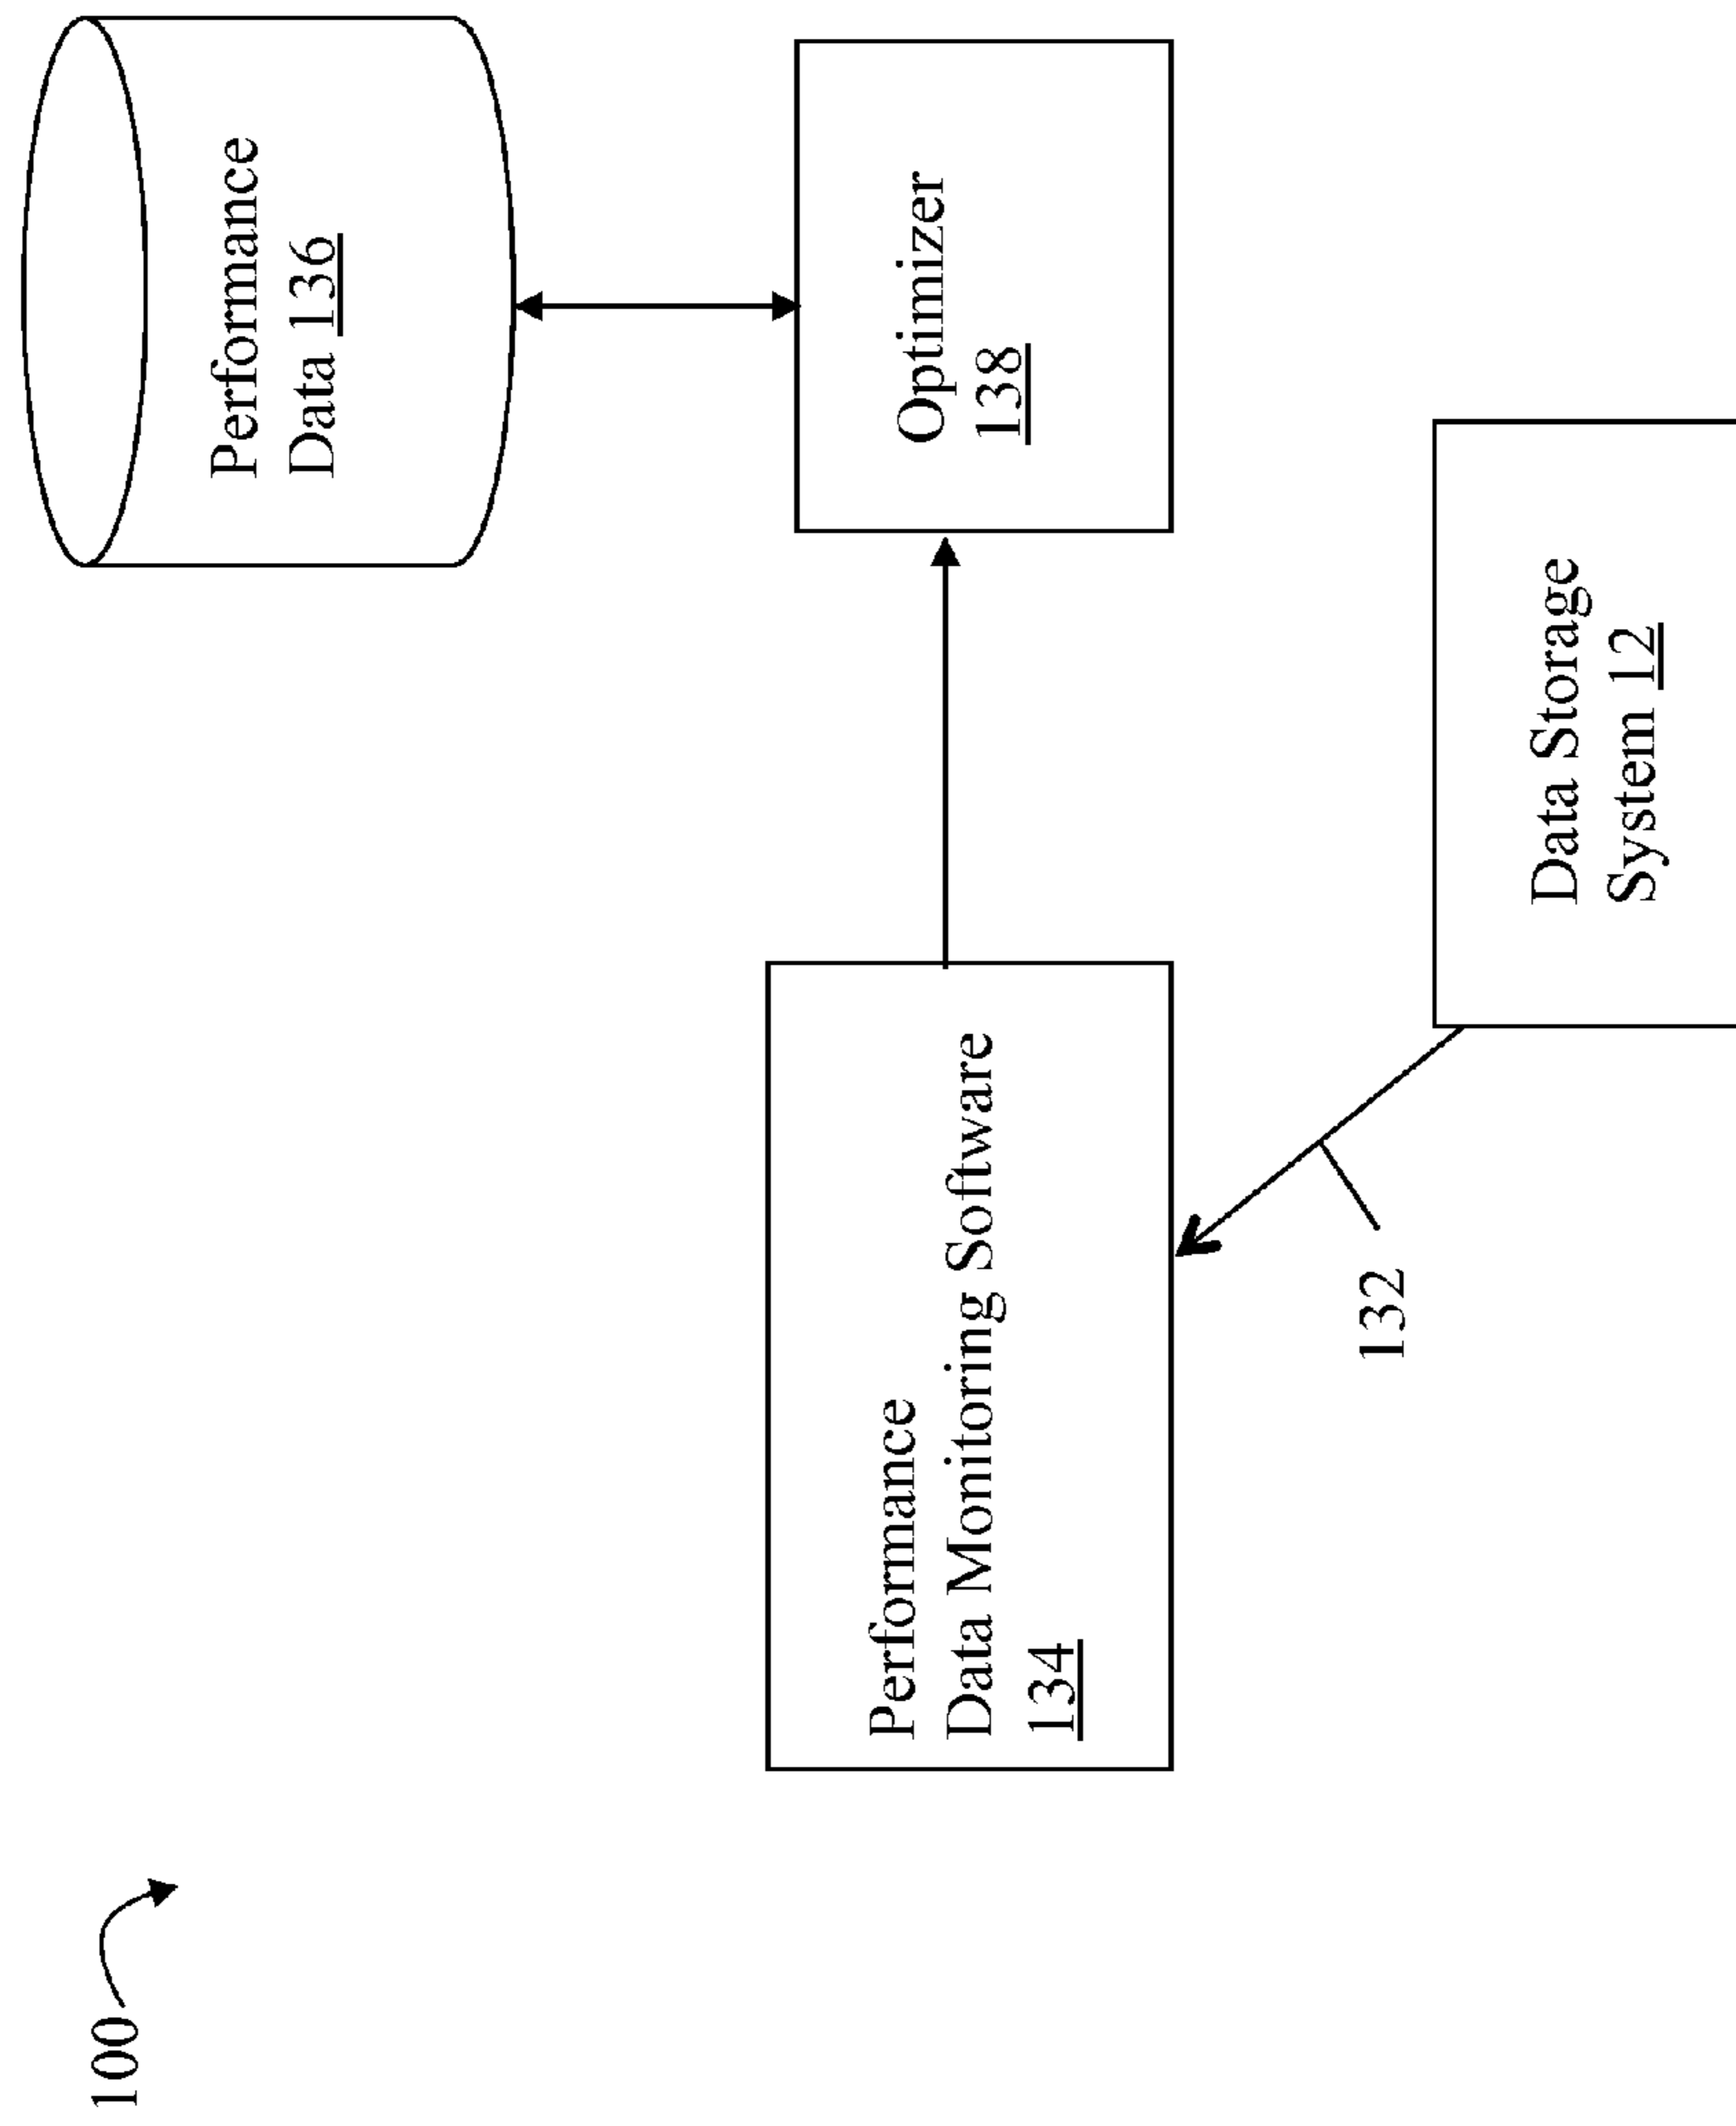 100
Performance
Data 136
Performance
Data Monitoring Software
134
Optimizer
138
132
Data Storage
System 12